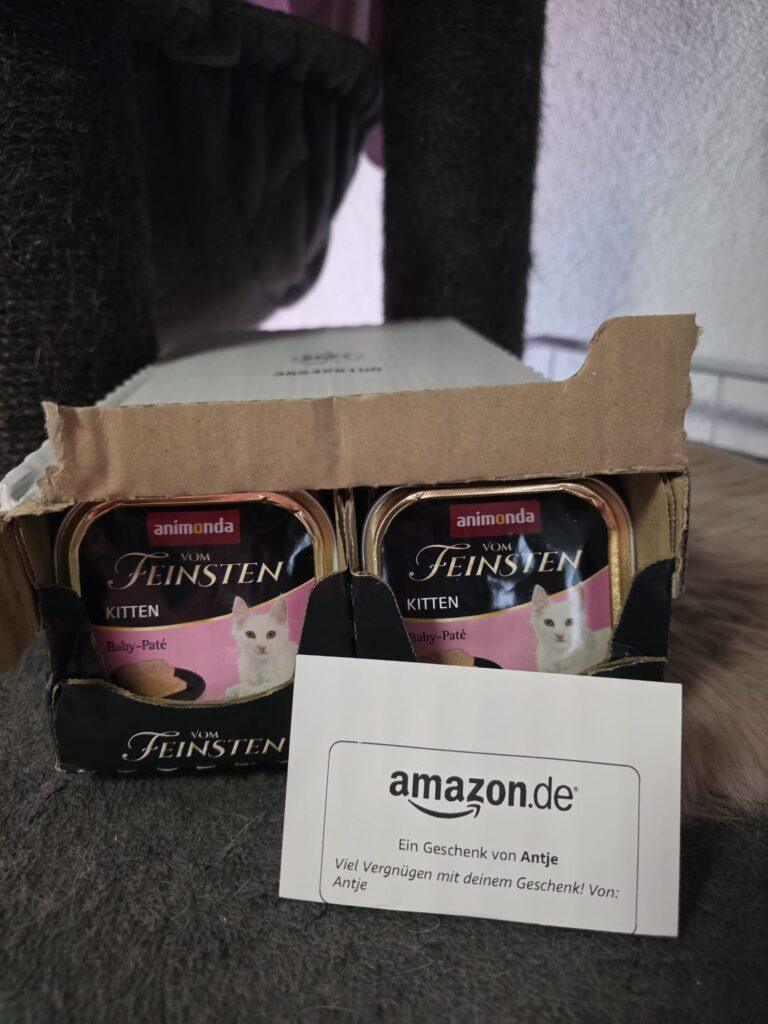 animonda
VOM
FEINSTEN
KITTEN
Baby-Paté
animonda
VOM
FEINSTEN
KITTEN
Baby-Paté
VOM
FEINSTEN
amazon.de
Ein Geschenk von Antje
Viel Vergnügen mit deinem Geschenk! Von:
Antje